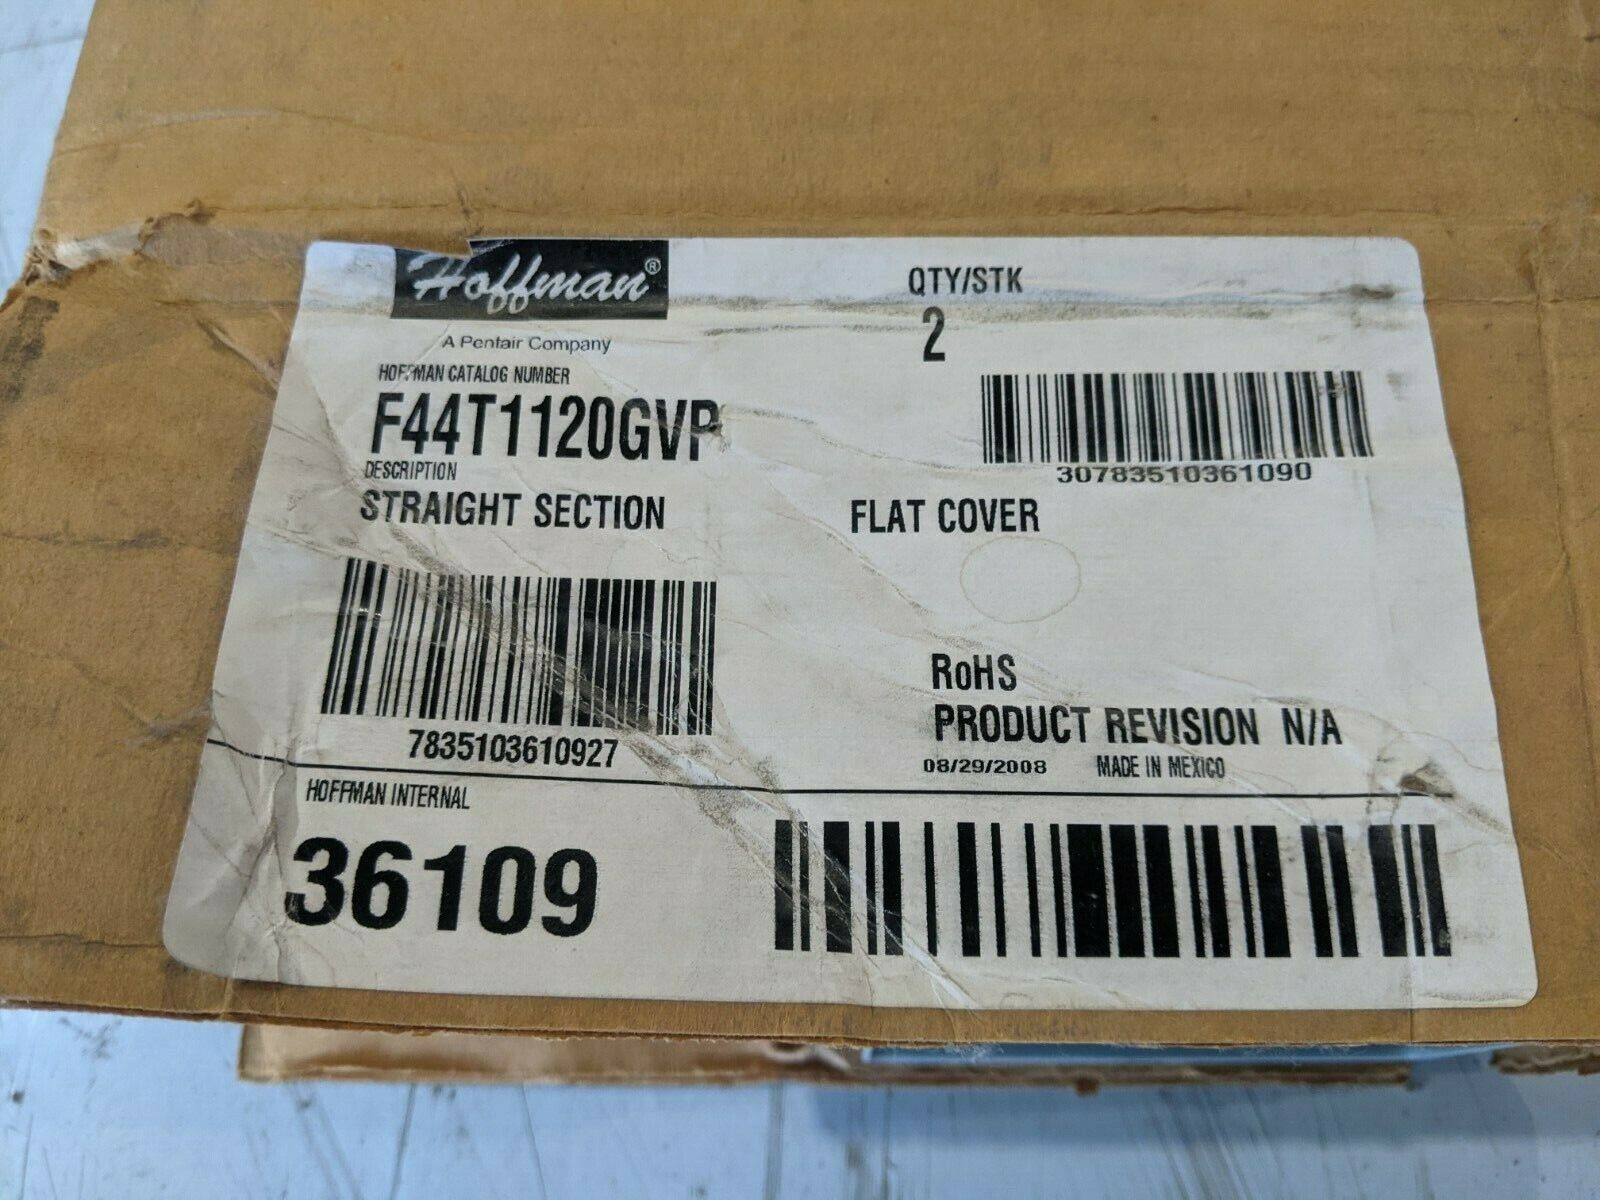 Hoffman®
A Pentair Company
QTY/STK
2
HOFFMAN CATALOG NUMBER
F44T1120GVP
30783510361090
DESCRIPTION
STRAIGHT SECTION
FLAT COVER
7835103610927
RoHS
PRODUCT REVISION N/A
08/29/2008 MADE IN MEXICO
HOFFMAN INTERNAL
36109